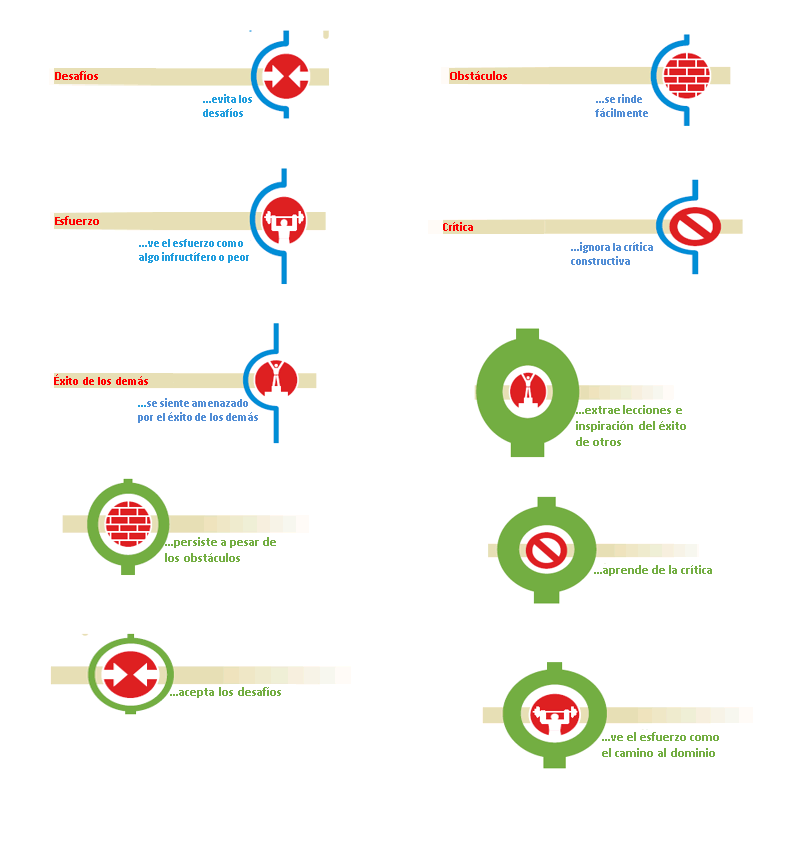 Desafíos
...evita los
desafíos
Obstáculos
...se rinde
fácilmente
Esfuerzo
...ve el esfuerzo como
algo infructífero o peor
Crítica
...ignora la crítica
constructiva
Éxito de los demás
...se siente amenazado
por el éxito de los demás
...extrae lecciones e
inspiración del éxito
de otros
...persiste a pesar de
los obstáculos
...aprende de la crítica
...acepta los desafíos
...ve el esfuerzo como
el camino al dominio